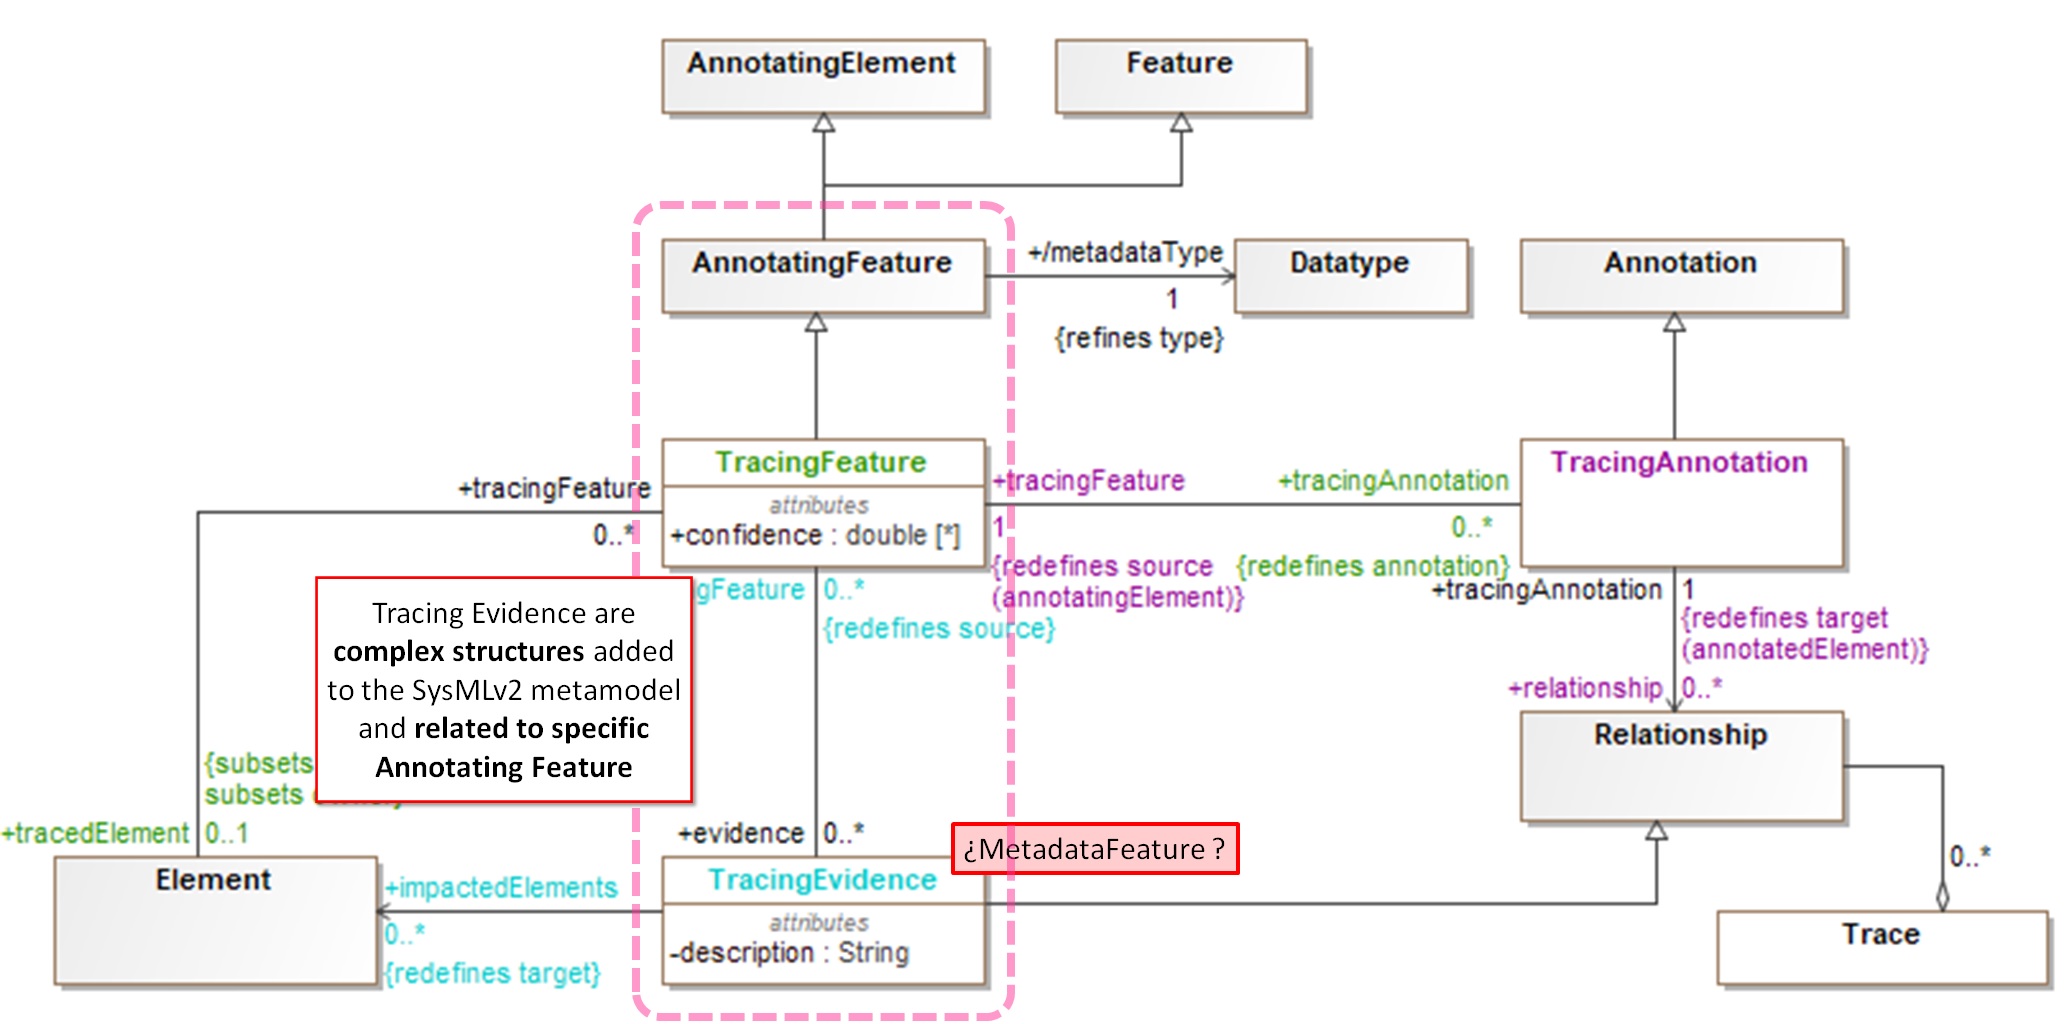 AnnotatingElement
Feature
AnnotatingFeature
+/metadataType
1
{refines type}
Datatype
Annotation
+tracingFeature
0..*
TracingFeature
attributes
+confidence : double [*]
+tracingFeature
1
{redefines source
(annotatingElement)}
+tracingAnnotation
0..*
{redefines annotation}
TracingAnnotation
+tracingAnnotation
1
{redefines target
(annotatedElement)}
+relationship
0..*
gFeature
0..*
{redefines source}
Tracing Evidence are
complex structures added
to the SysMLv2 metamodel
and related to specific
Annotating Feature
{subsets
subsets
+tracedElement
0..1
Relationship
+evidence
0..*
¿MetadataFeature ?
0..*
Element
+impactedElements
0..*
{redefines target}
TracingEvidence
attributes
-description : String
Trace